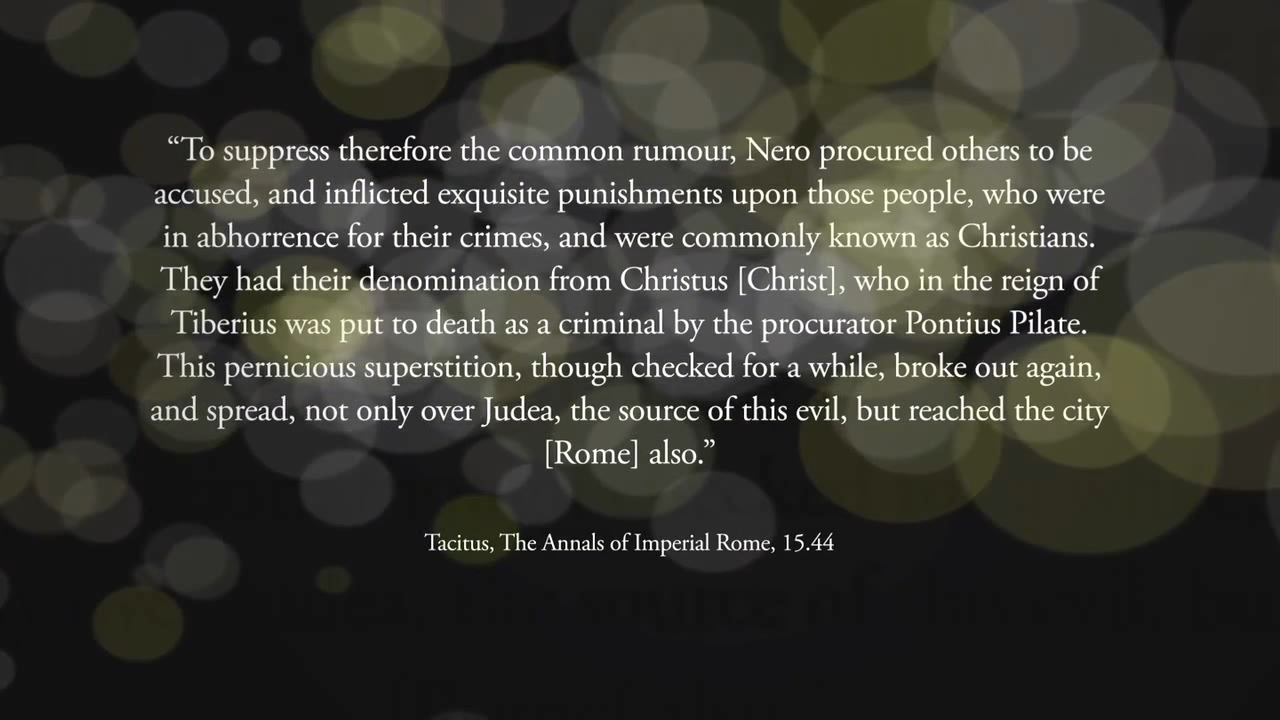 “To suppress therefore the common rumour, Nero procured others to be
accused, and inflicted exquisite punishments upon those people, who were
in abhorrence for their crimes, and were commonly known as Christians.
They had their denomination from Christus [Christ], who in the reign of
Tiberius was put to death as a criminal by the procurator Pontius Pilate.
This pernicious superstition, though checked for a while, broke out again,
and spread, not only over Judea, the source of this evil, but reached the city
[Rome] also.”
Tacitus, The Annals of Imperial Rome, 15.44